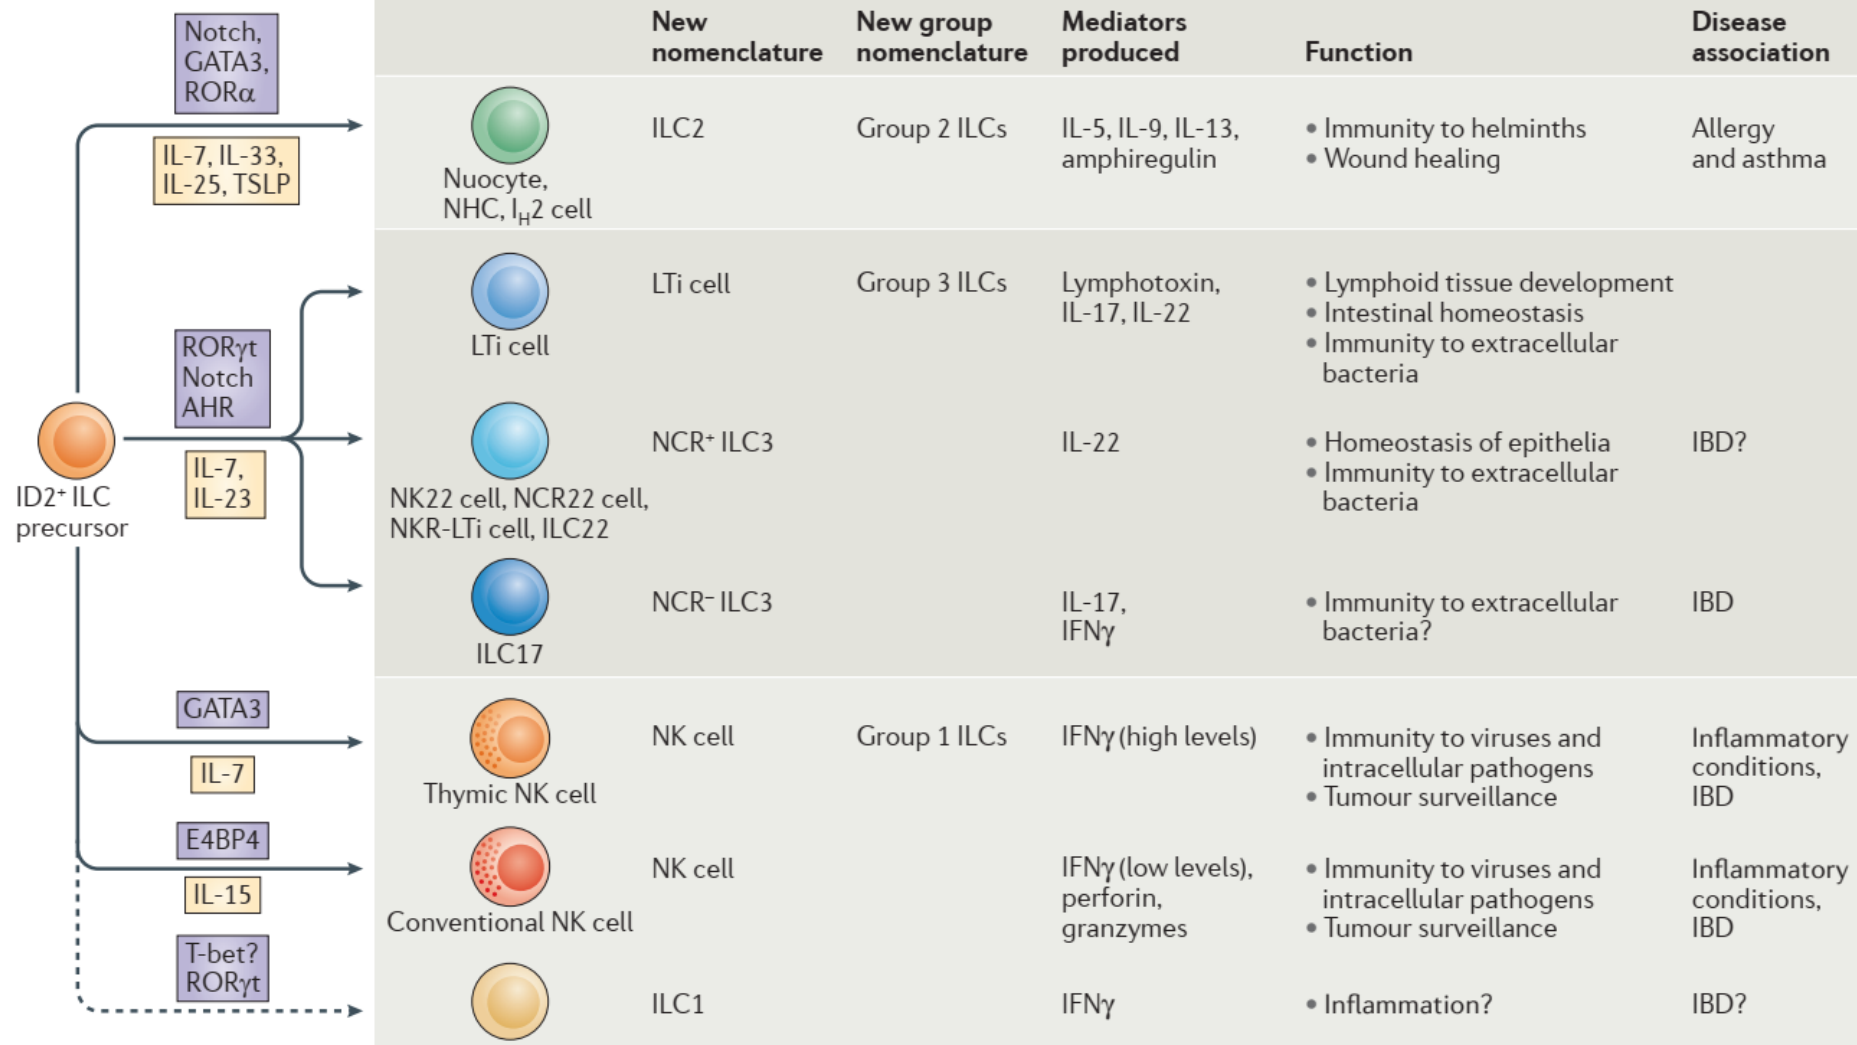 New
nomenclature
New group
nomenclature
Mediators
produced
Function
Disease
association
Notch,
GATA3,
RORα
IL-7, IL-33,
IL-25, TSLP
Nuocyte,
NHC, IH2 cell
ILC2
Group 2 ILCs
IL-5, IL-9, IL-13,
amphiregulin
• Immunity to helminths
• Wound healing
Allergy
and asthma
ID2+ ILC
precursor
RORγt
Notch
AHR
IL-7,
IL-23
LTi cell
LTi cell
Group 3 ILCs
Lymphotoxin,
IL-17, IL-22
• Lymphoid tissue development
• Intestinal homeostasis
• Immunity to extracellular
bacteria
NK22 cell, NCR22 cell,
NKR-LTi cell, ILC22
NCR+ ILC3
IL-22
• Homeostasis of epithelia
• Immunity to extracellular
bacteria
IBD?
ILC17
NCR− ILC3
IL-17,
IFNγ
• Immunity to extracellular
bacteria?
IBD
GATA3
IL-7
Thymic NK cell
NK cell
Group 1 ILCs
IFNγ (high levels)
• Immunity to viruses and
intracellular pathogens
• Tumour surveillance
Inflammatory
conditions,
IBD
E4BP4
IL-15
Conventional NK cell
NK cell
IFNγ (low levels),
perforin,
granzymes
• Immunity to viruses and
intracellular pathogens
• Tumour surveillance
Inflammatory
conditions,
IBD
T-bet?
RORγt
ILC1
IFNγ
• Inflammation?
IBD?